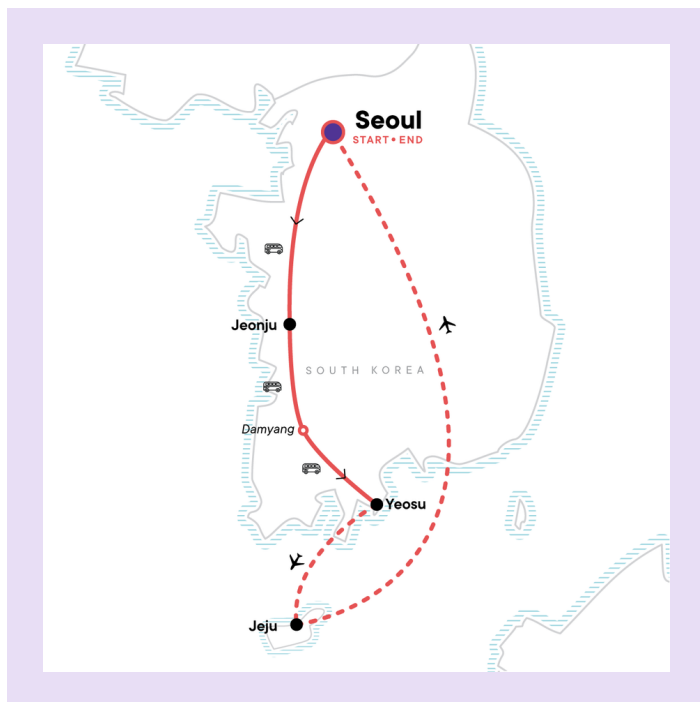 Seoul
START • END
Jeonju
SOUTH KOREA
Damyang
Yeosu
Jeju